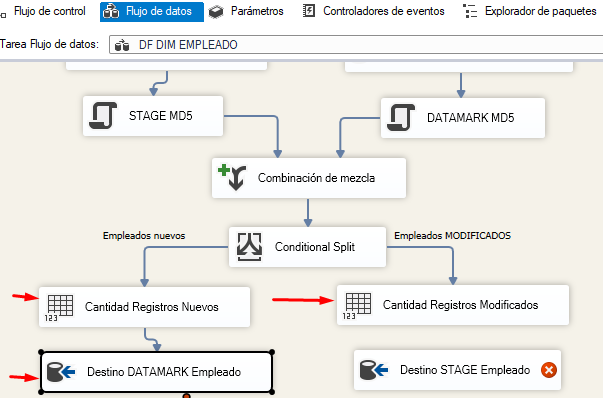 Flujo de control
Flujo de datos
Parámetros
Controladores de eventos
Explorador de paquetes
Tarea Flujo de datos:
DF DIM EMPLEADO
STAGE MD5
DATAMARK MD5
Combinación de mezcla
Empleados nuevos
Empleados MODIFICADOS
Conditional Split
Cantidad Registros Nuevos
123
Cantidad Registros Modificados
123
Destino DATAMARK Empleado
Destino STAGE Empleado